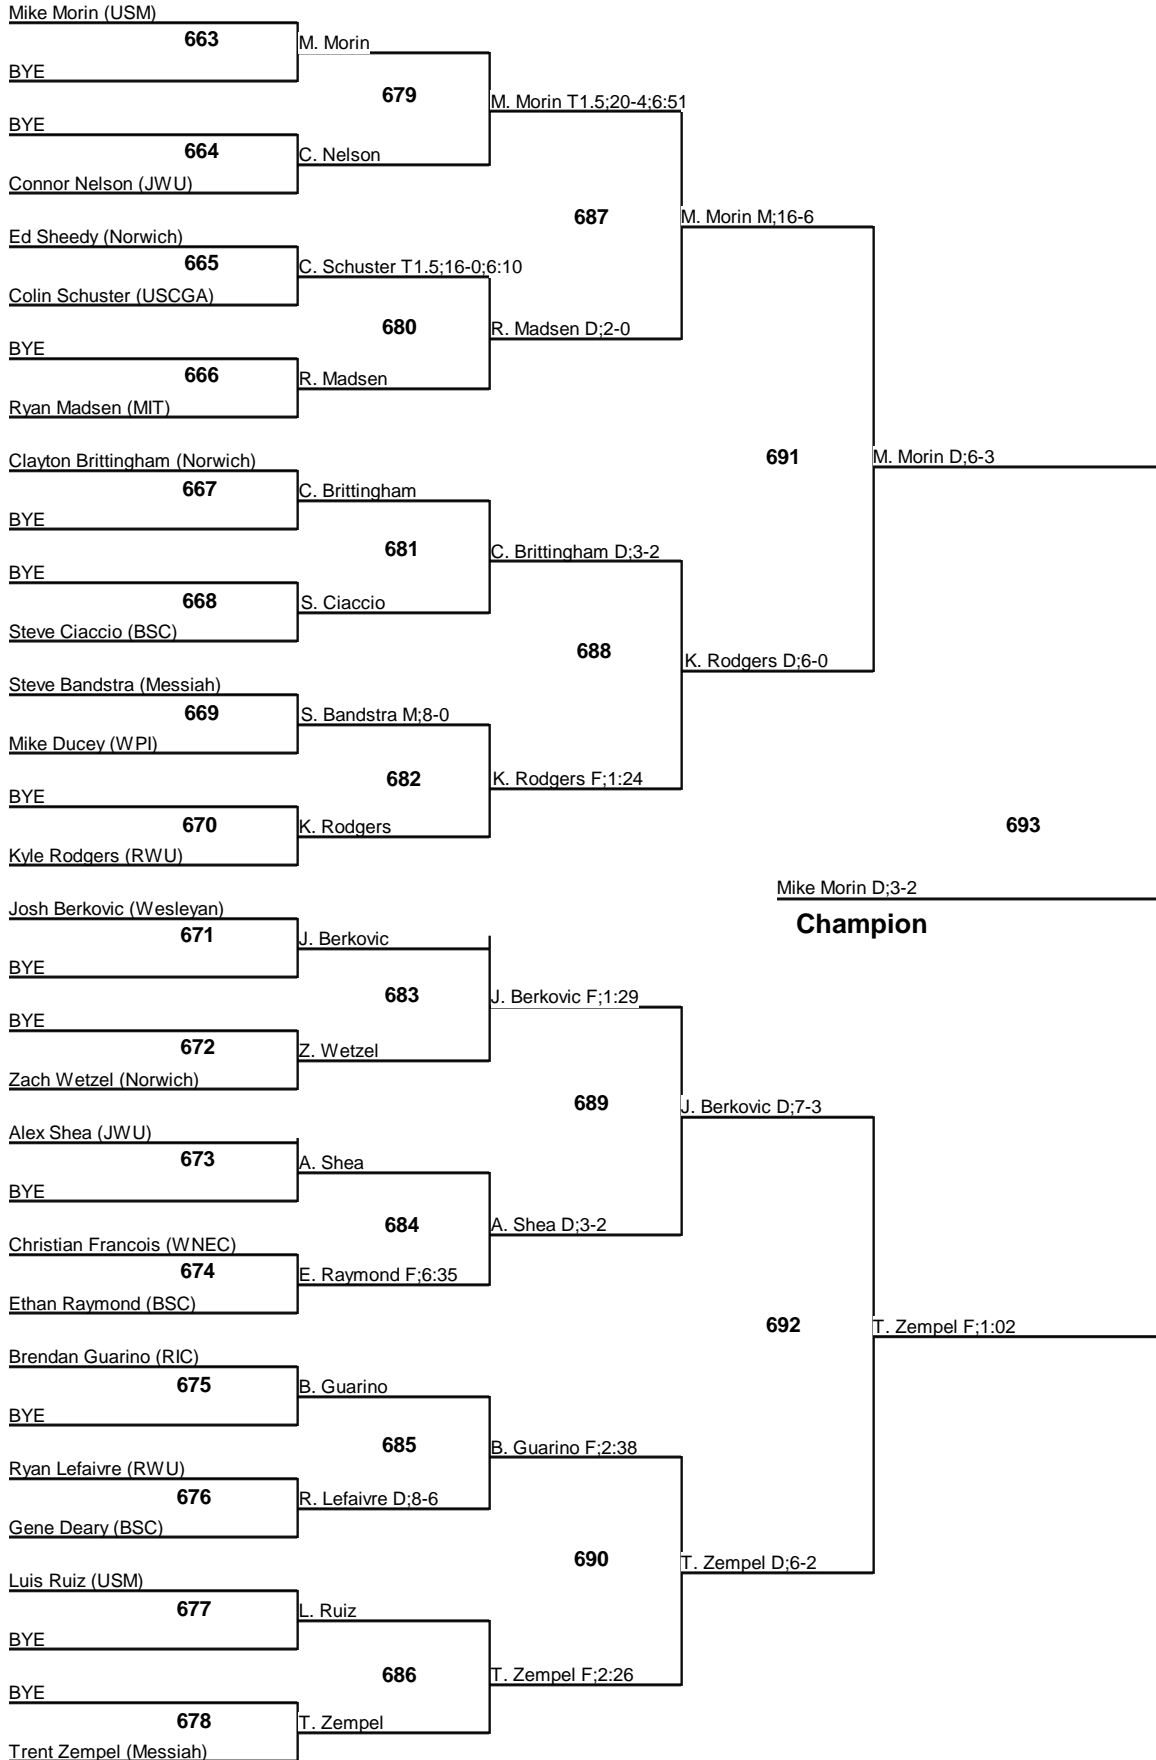 Mike Morin (USM)
663
M. Morin
BYE
679
M. Morin T1.5;20-4;6:51
BYE
664
C. Nelson
Connor Nelson (JWU)
687
M. Morin M;16-6
Ed Sheedy (Norwich)
665
C. Schuster T1.5;16-0;6:10
Colin Schuster (USCGA)
680
R. Madsen D;2-0
BYE
666
R. Madsen
Ryan Madsen (MIT)
691
M. Morin D;6-3
Clayton Brittingham (Norwich)
667
C. Brittingham
BYE
681
C. Brittingham D;3-2
BYE
668
S. Ciaccio
Steve Ciaccio (BSC)
688
K. Rodgers D;6-0
Steve Bandstra (Messiah)
669
S. Bandstra M;8-0
Mike Ducey (WPI)
682
K. Rodgers F;1:24
BYE
670
K. Rodgers
Kyle Rodgers (RWU)
693
Mike Morin D;3-2
Champion
Josh Berkovic (Wesleyan)
671
J. Berkovic
BYE
683
J. Berkovic F;1:29
BYE
672
Z. Wetzel
Zach Wetzel (Norwich)
689
J. Berkovic D;7-3
Alex Shea (JWU)
673
A. Shea
BYE
684
A. Shea D;3-2
Christian Francois (WNEC)
674
E. Raymond F;6:35
Ethan Raymond (BSC)
692
T. Zempel F;1:02
Brendan Guarino (RIC)
675
B. Guarino
BYE
685
B. Guarino F;2:38
Ryan Lefaivre (RWU)
676
R. Lefaivre D;8-6
Gene Deary (BSC)
690
T. Zempel D;6-2
Luis Ruiz (USM)
677
L. Ruiz
BYE
686
T. Zempel F;2:26
BYE
678
T. Zempel
Trent Zempel (Messiah)